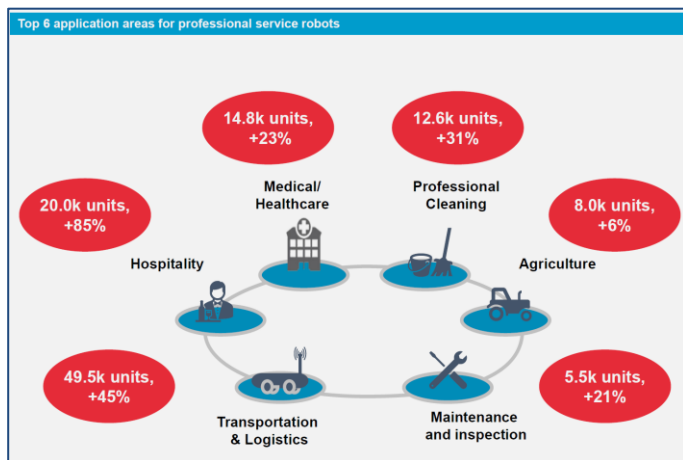 Top 6 application areas for professional service robots
14.8k units,
+23%
12.6k units,
+31%
Medical/
Healthcare
Professional
Cleaning
20.0k units,
+85%
8.0k units,
+6%
Hospitality
Agriculture
49.5k units,
+45%
5.5k units,
+21%
Transportation
& Logistics
Maintenance
and inspection